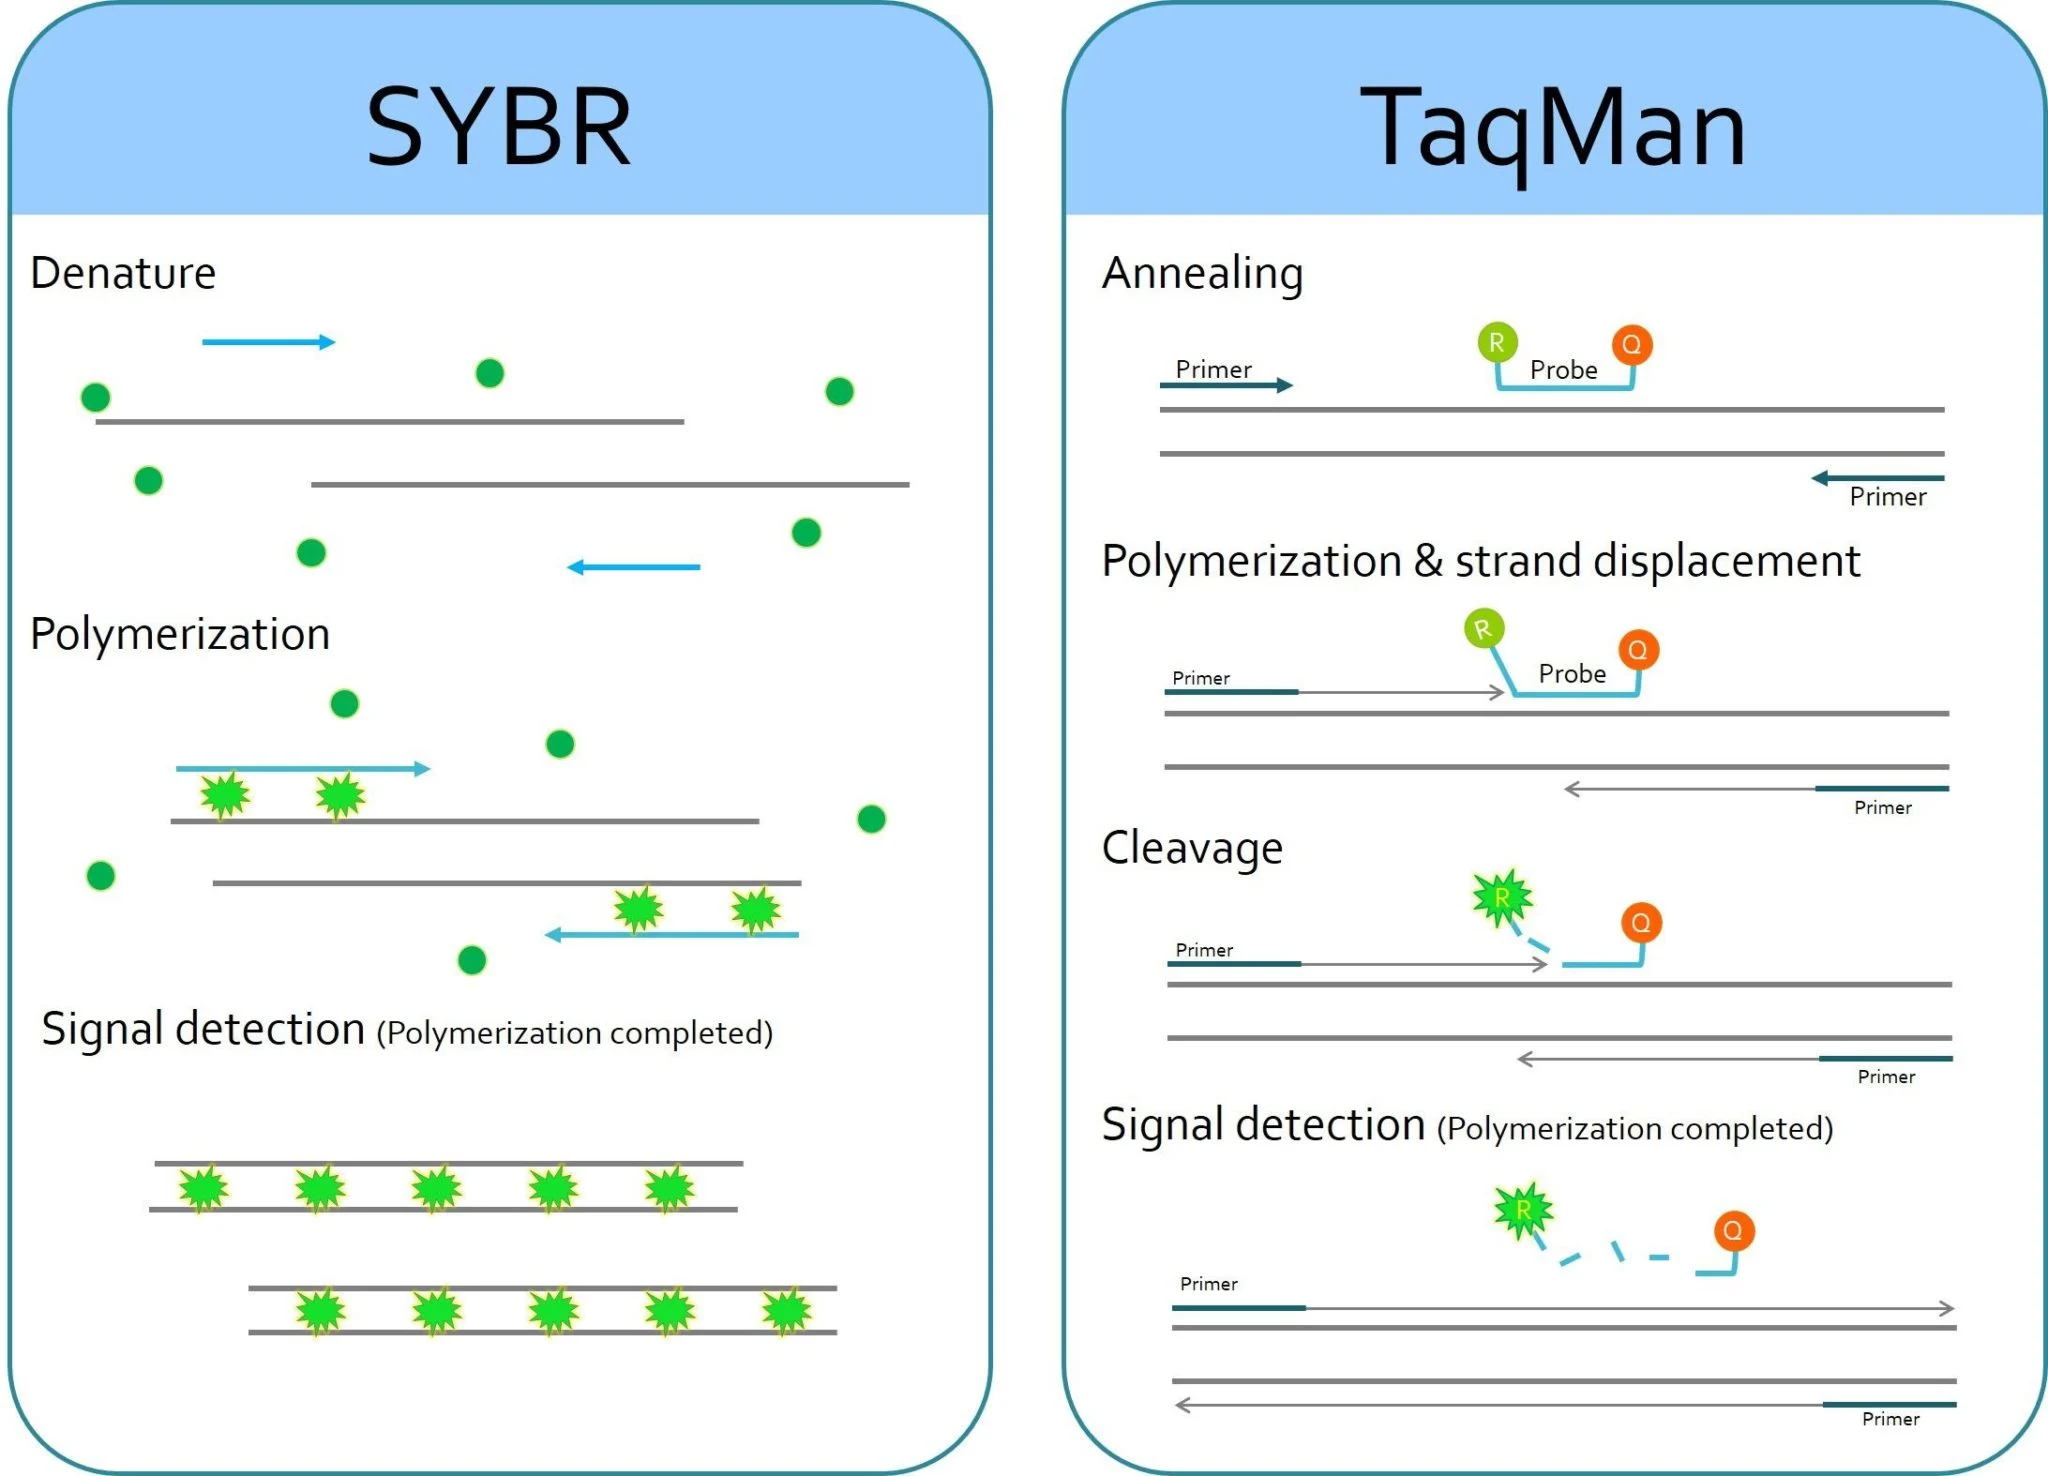 SYBR
Denature
Polymerization
Signal detection (Polymerization completed)
TaqMan
Annealing
R
Q
Primer
Probe
Primer
Polymerization & strand displacement
R
Q
Primer
Probe
Primer
Cleavage
R
Q
Primer
Primer
Signal detection (Polymerization completed)
R
Q
Primer
Primer